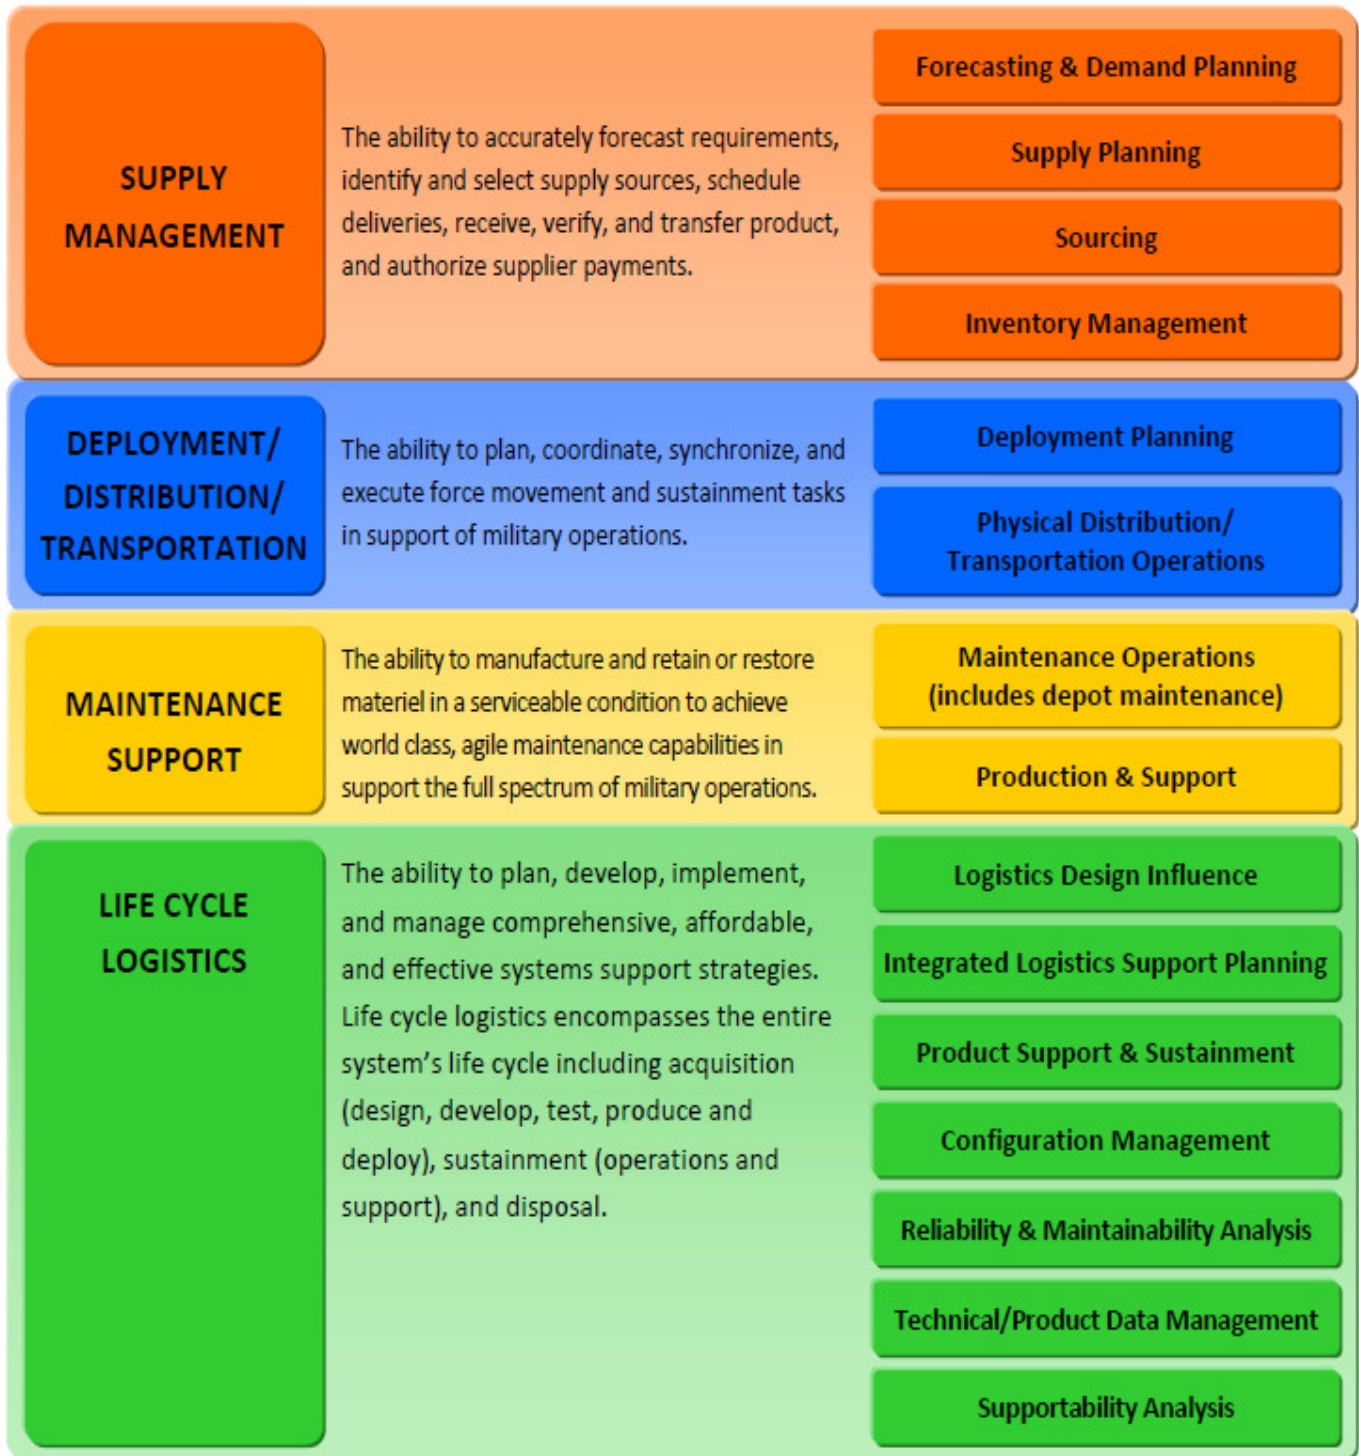 SUPPLY
MANAGEMENT
The ability to accurately forecast requirements,
identify and select supply sources, schedule
deliveries, receive, verify, and transfer product,
and authorize supplier payments.
Forecasting & Demand Planning
Supply Planning
Sourcing
Inventory Management
DEPLOYMENT/
DISTRIBUTION/
TRANSPORTATION
The ability to plan, coordinate, synchronize, and
execute force movement and sustainment tasks
in support of military operations.
Deployment Planning
Physical Distribution/
Transportation Operations
MAINTENANCE
SUPPORT
The ability to manufacture and retain or restore
materiel in a serviceable condition to achieve
world class, agile maintenance capabilities in
support the full spectrum of military operations.
Maintenance Operations
(includes depot maintenance)
Production & Support
LIFE CYCLE
LOGISTICS
The ability to plan, develop, implement,
and manage comprehensive, affordable,
and effective systems support strategies.
Life cycle logistics encompasses the entire
system’s life cycle including acquisition
(design, develop, test, produce and
deploy), sustainment (operations and
support), and disposal.
Logistics Design Influence
Integrated Logistics Support Planning
Product Support & Sustainment
Configuration Management
Reliability & Maintainability Analysis
Technical/Product Data Management
Supportability Analysis